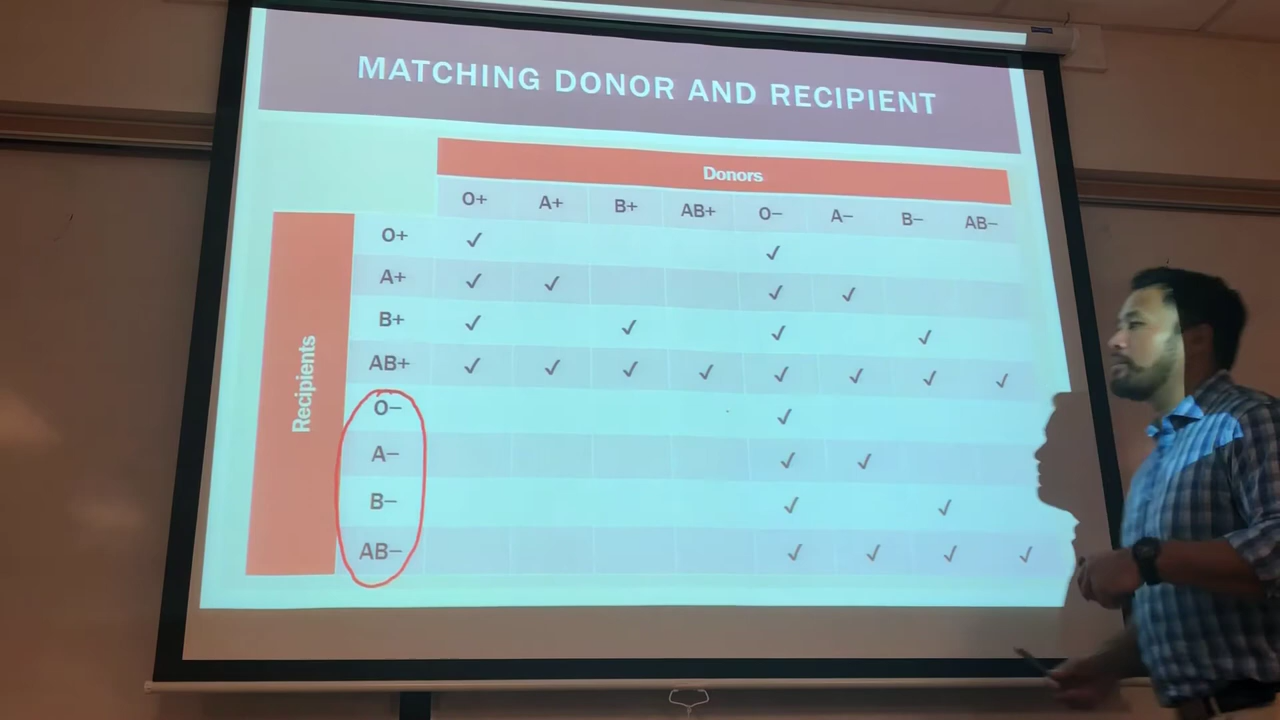 MATCHING DONOR AND RECIPIENT
Donors
O+ A+ B+ AB+ O– A– B– AB–
Recipients
O+ ✓ ✓
A+ ✓ ✓ ✓ ✓
B+ ✓ ✓ ✓ ✓
AB+ ✓ ✓ ✓ ✓ ✓ ✓ ✓ ✓
O– ✓
A– ✓ ✓
B– ✓ ✓
AB– ✓ ✓ ✓ ✓